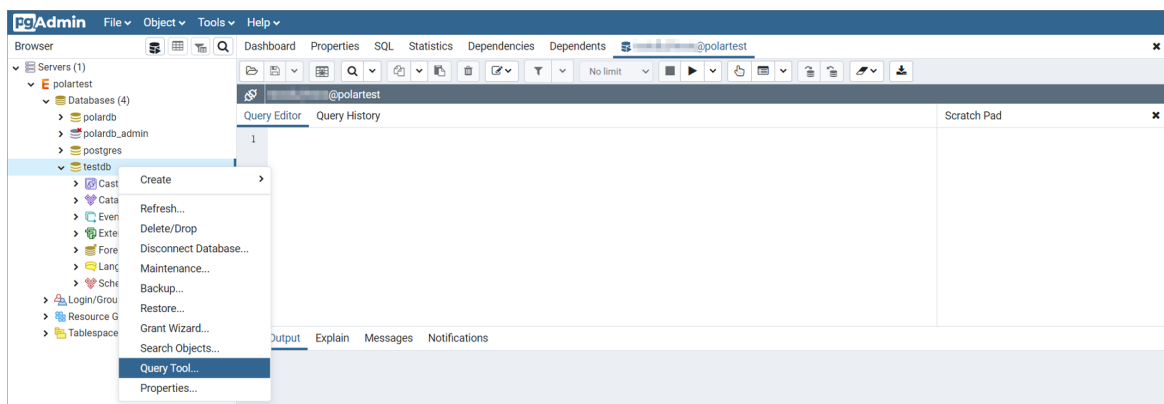 pgAdmin File Object Tools Help
Browser
Dashboard Properties SQL Statistics Dependencies Dependents @polartest
Servers (1)
polartest
Databases (4)
polardb
polardb_admin
postgres
testdb
Cast
Cata
Even
Exte
Fore
Lang
Sche
Login/Grou
Resource G
Tablespace
Create
Refresh...
Delete/Drop
Disconnect Database...
Maintenance...
Backup...
Restore...
Grant Wizard...
Search Objects...
Query Tool...
Properties...
No limit
@polartest
Query Editor Query History
Scratch Pad
1
Output Explain Messages Notifications